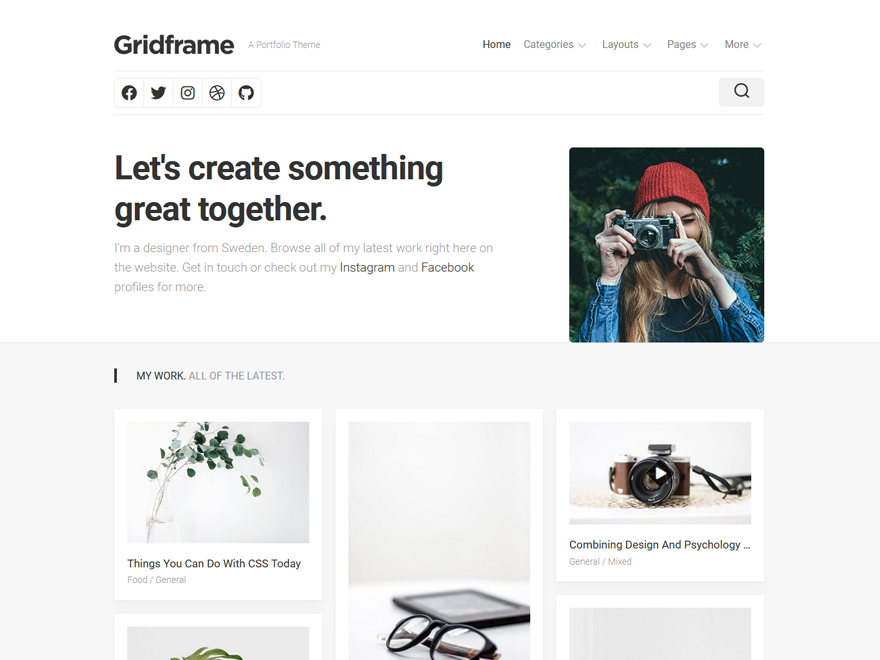 Gridframe
A Portfolio Theme
Home Categories Layouts Pages More
Let's create something
great together.
I'm a designer from Sweden. Browse all of my latest work right here on
the website. Get in touch or check out my Instagram and Facebook
profiles for more.
MY WORK. ALL OF THE LATEST.
Things You Can Do With CSS Today
Food / General
Combining Design And Psychology ...
General / Mixed